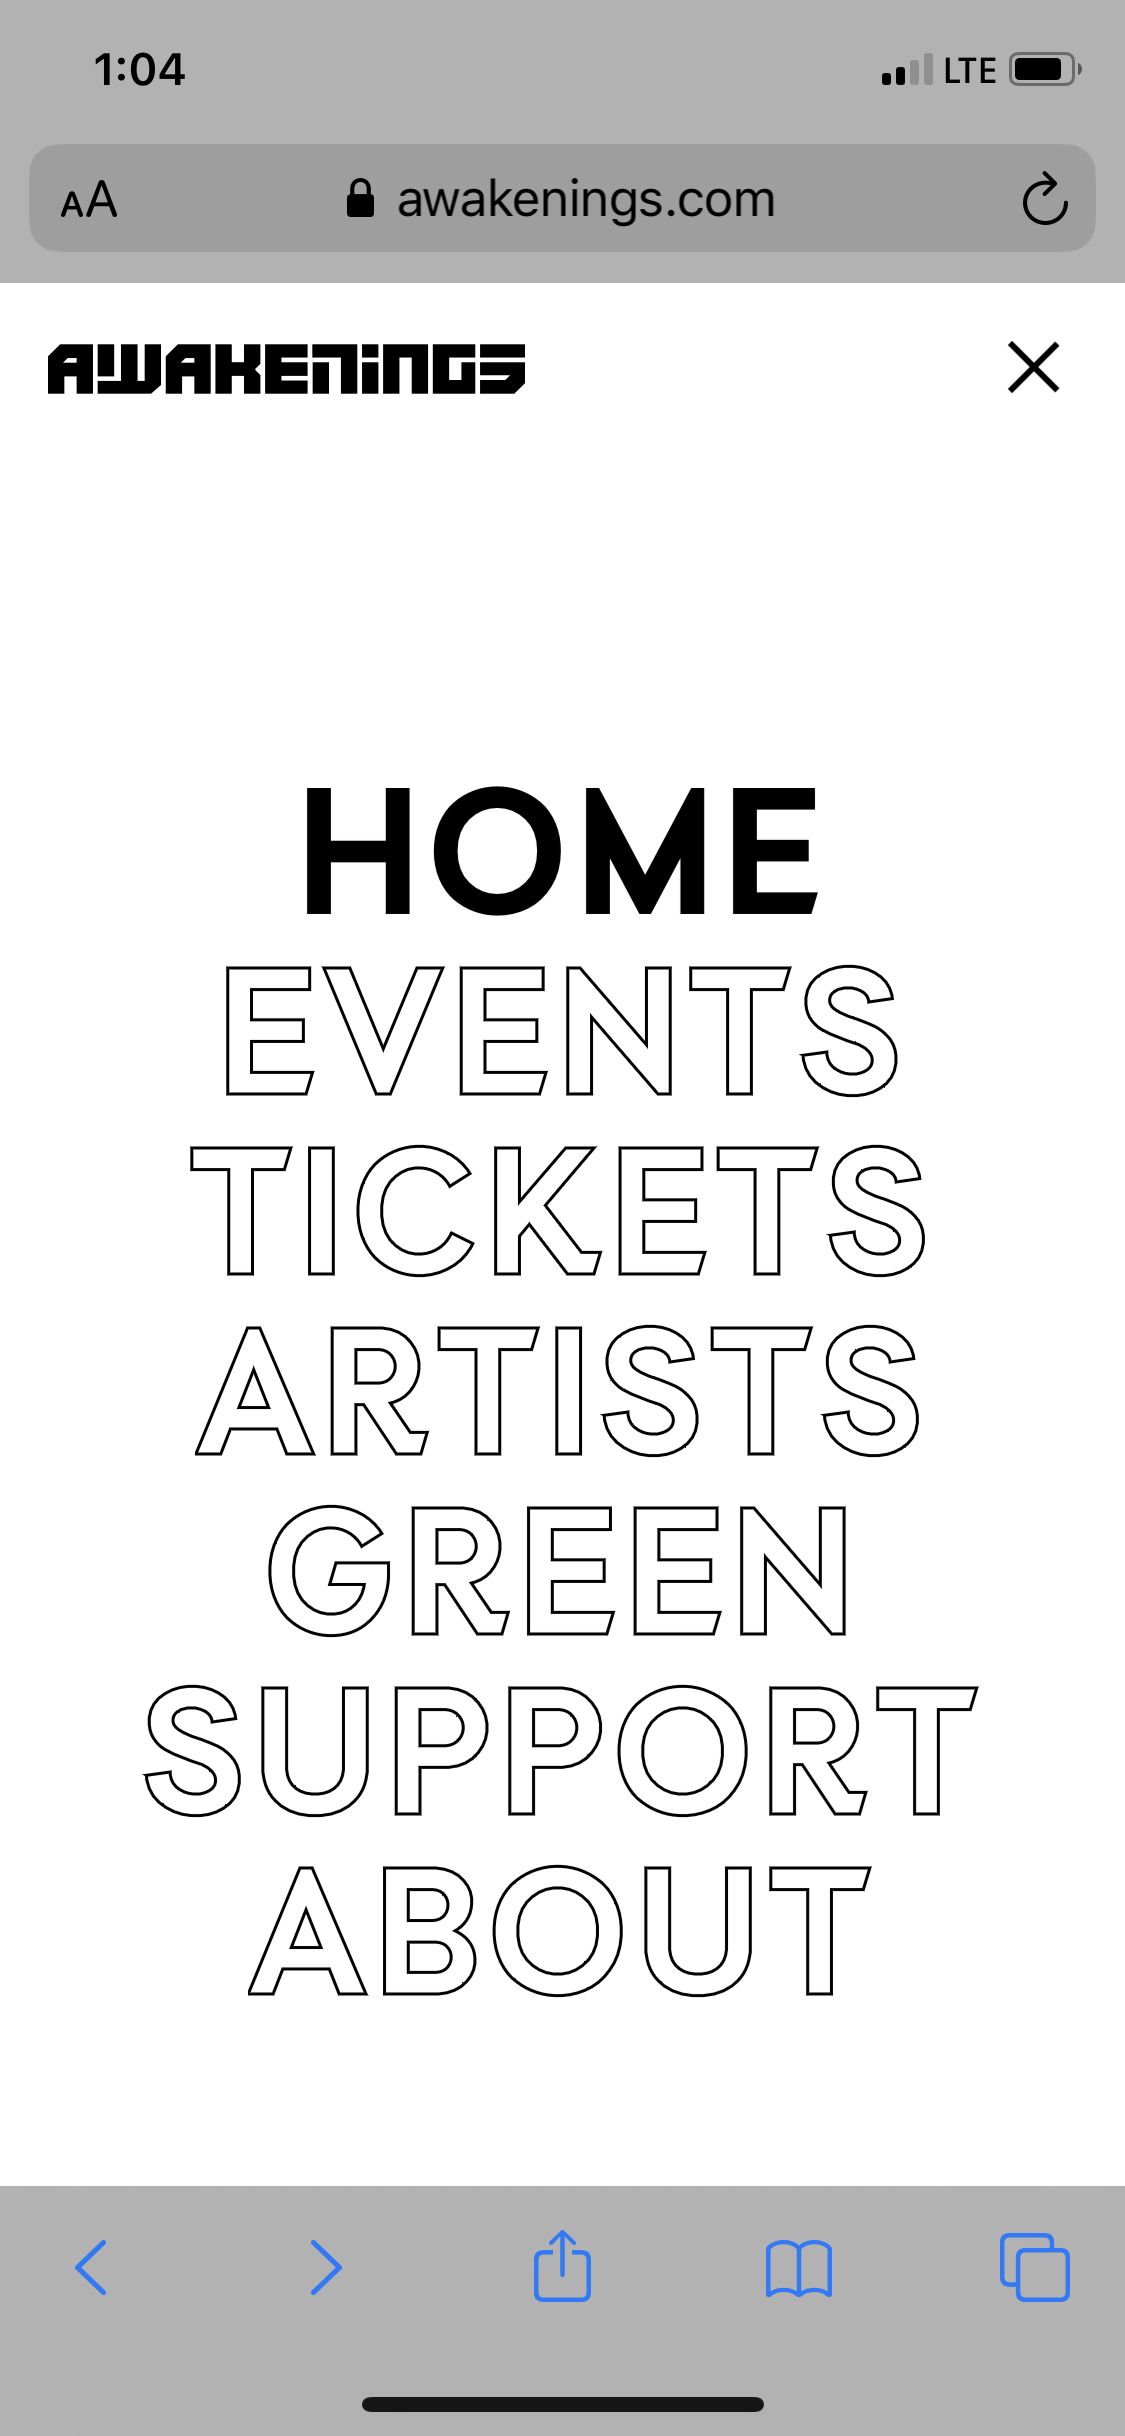 1:04
LTE
AA
awakenings.com
AWAKENINGS
HOME
EVENTS
TICKETS
ARTISTS
GREEN
SUPPORT
ABOUT